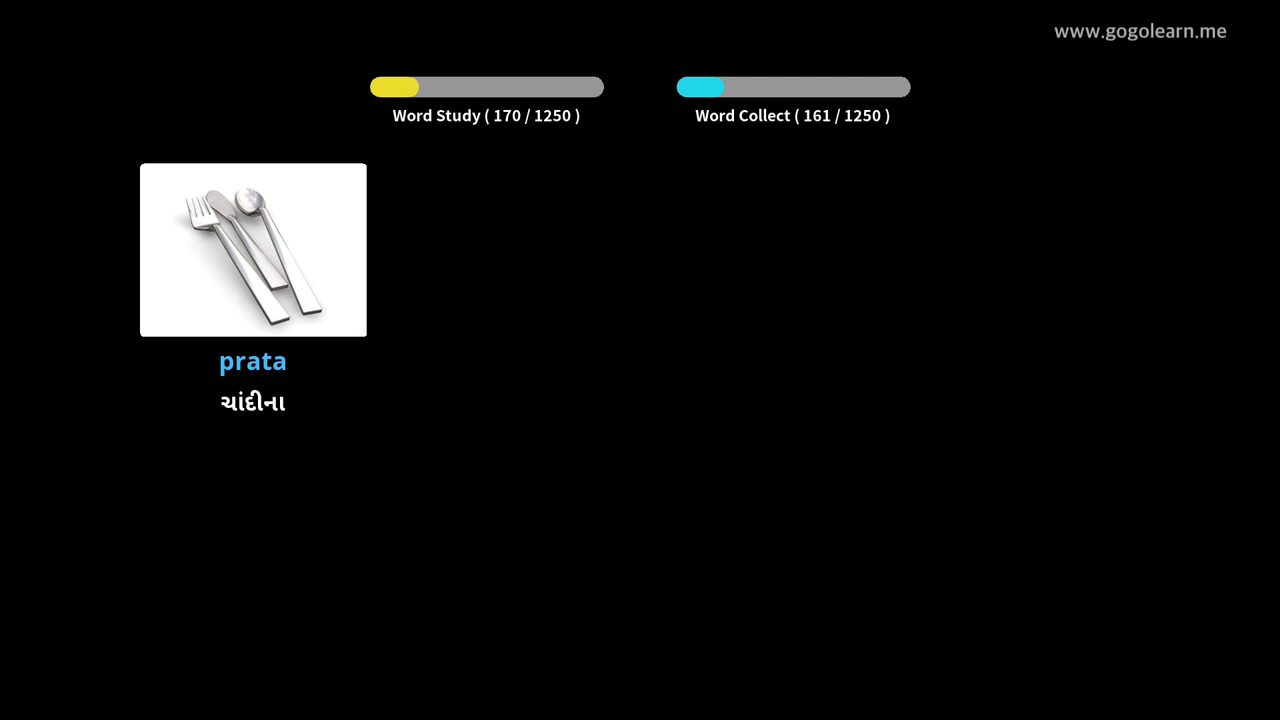 www.gogolearn.me
Word Study ( 170 / 1250 )
Word Collect ( 161 / 1250 )
prata
ચાંદીના